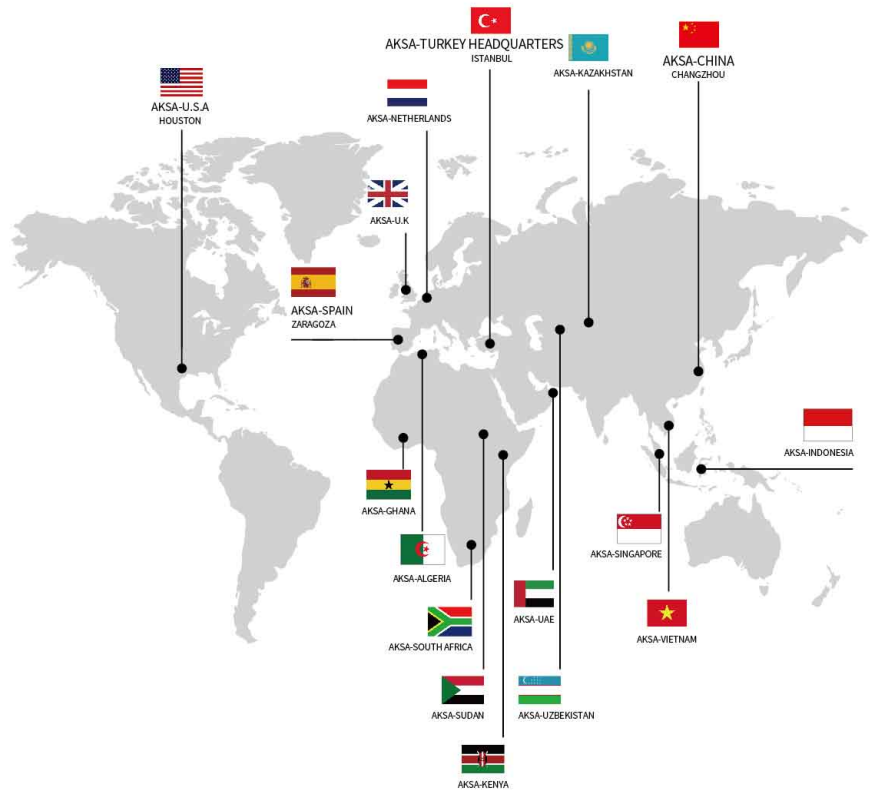 AKSA-TURKEY HEADQUARTERS
ISTANBUL
AKSA-CHINA
CHANGZHOU
AKSA-KAZAKHSTAN
AKSA-U.S.A
HOUSTON
AKSA-NETHERLANDS
AKSA-U.K
AKSA-SPAIN
ZARAGOZA
AKSA-INDONESIA
AKSA-GHANA
AKSA-SINGAPORE
AKSA-ALGERIA
AKSA-UAE
AKSA-VIETNAM
AKSA-SOUTH AFRICA
AKSA-SUDAN
AKSA-UZBEKISTAN
AKSA-KENYA